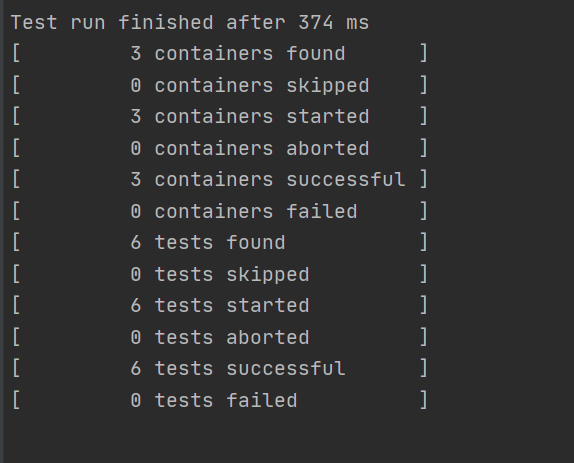 Test run finished after 374 ms
[         3 containers found      ]
[         0 containers skipped    ]
[         3 containers started    ]
[         0 containers aborted    ]
[         3 containers successful ]
[         0 containers failed     ]
[         6 tests found           ]
[         0 tests skipped         ]
[         6 tests started         ]
[         0 tests aborted         ]
[         6 tests successful      ]
[         0 tests failed          ]